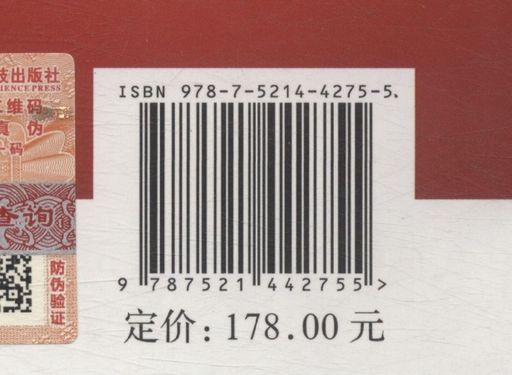 技出版社
IENCE PRESS
二维码
真 伪
码
查询
防伪验证
ISBN 978-7-5214-4275-5
9 787521 442755 >
定价：178.00 元